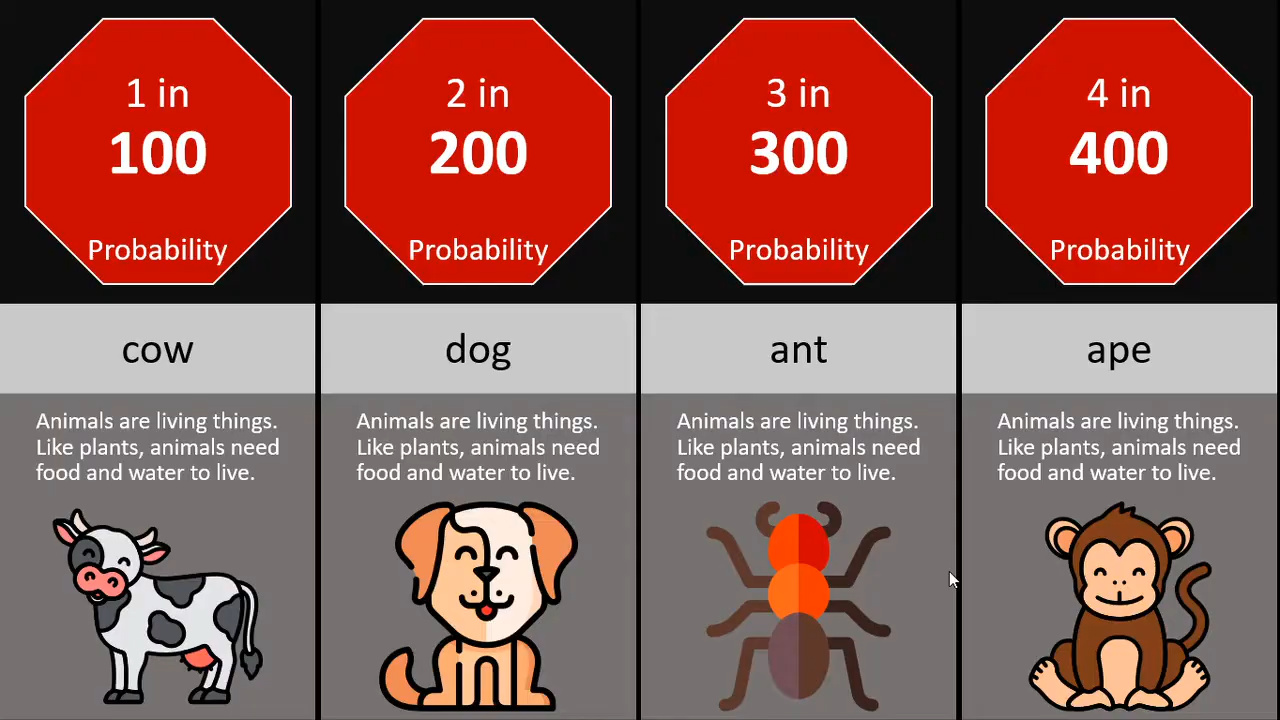 1 in
100
Probability
cow
Animals are living things.
Like plants, animals need
food and water to live.
2 in
200
Probability
dog
Animals are living things.
Like plants, animals need
food and water to live.
3 in
300
Probability
ant
Animals are living things.
Like plants, animals need
food and water to live.
4 in
400
Probability
ape
Animals are living things.
Like plants, animals need
food and water to live.